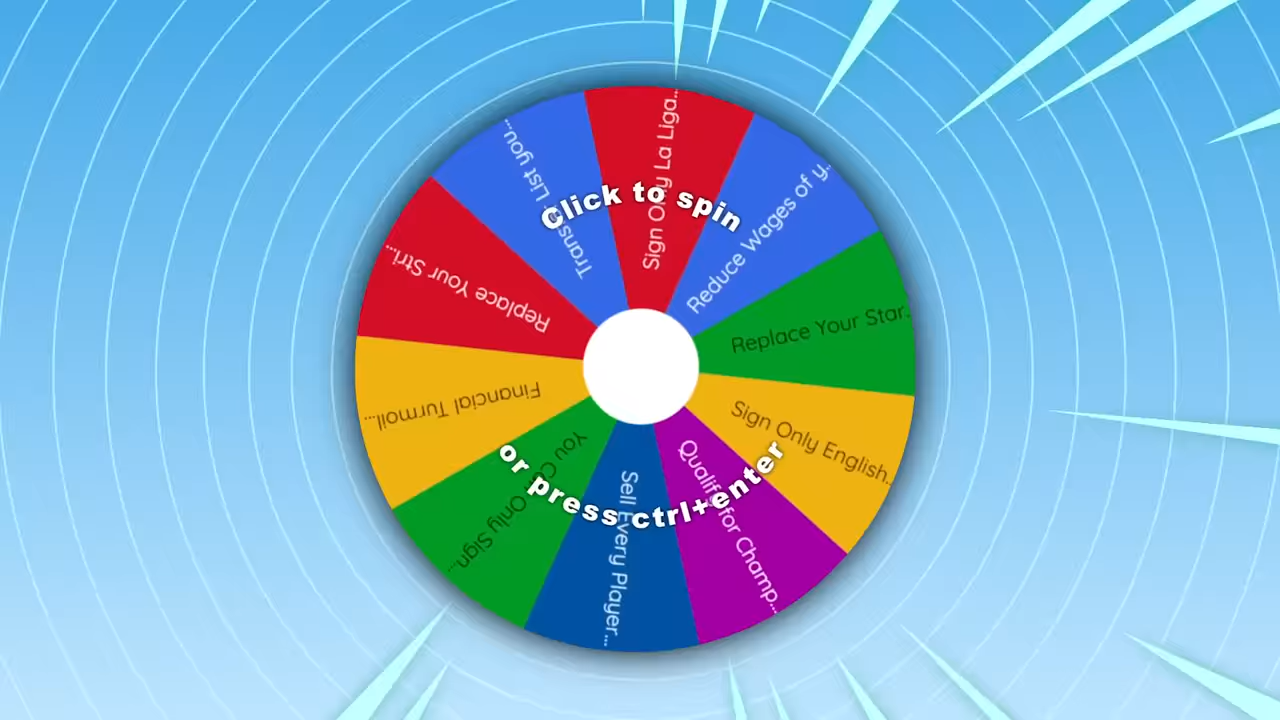 Click to spin
or press ctrl+enter
Sign Only La Liga...
Reduce Wages of y...
Replace Your Star...
Sign Only English...
Qualify for Champ...
Sell Every Player...
You Can Only Sign...
Financial Turmoil...
Replace Your Stri...
Transfer List you...